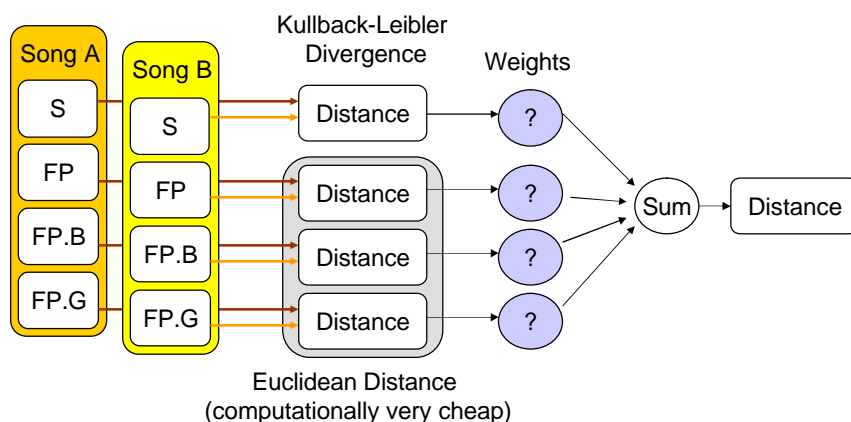 Kullback-Leibler
Divergence
Weights
Song A
Song B
S
S
Distance
?
FP
FP
Distance
?
FP.B
FP.B
Distance
?
FP.G
FP.G
Distance
?
Sum
Distance
Euclidean Distance
(computationally very cheap)